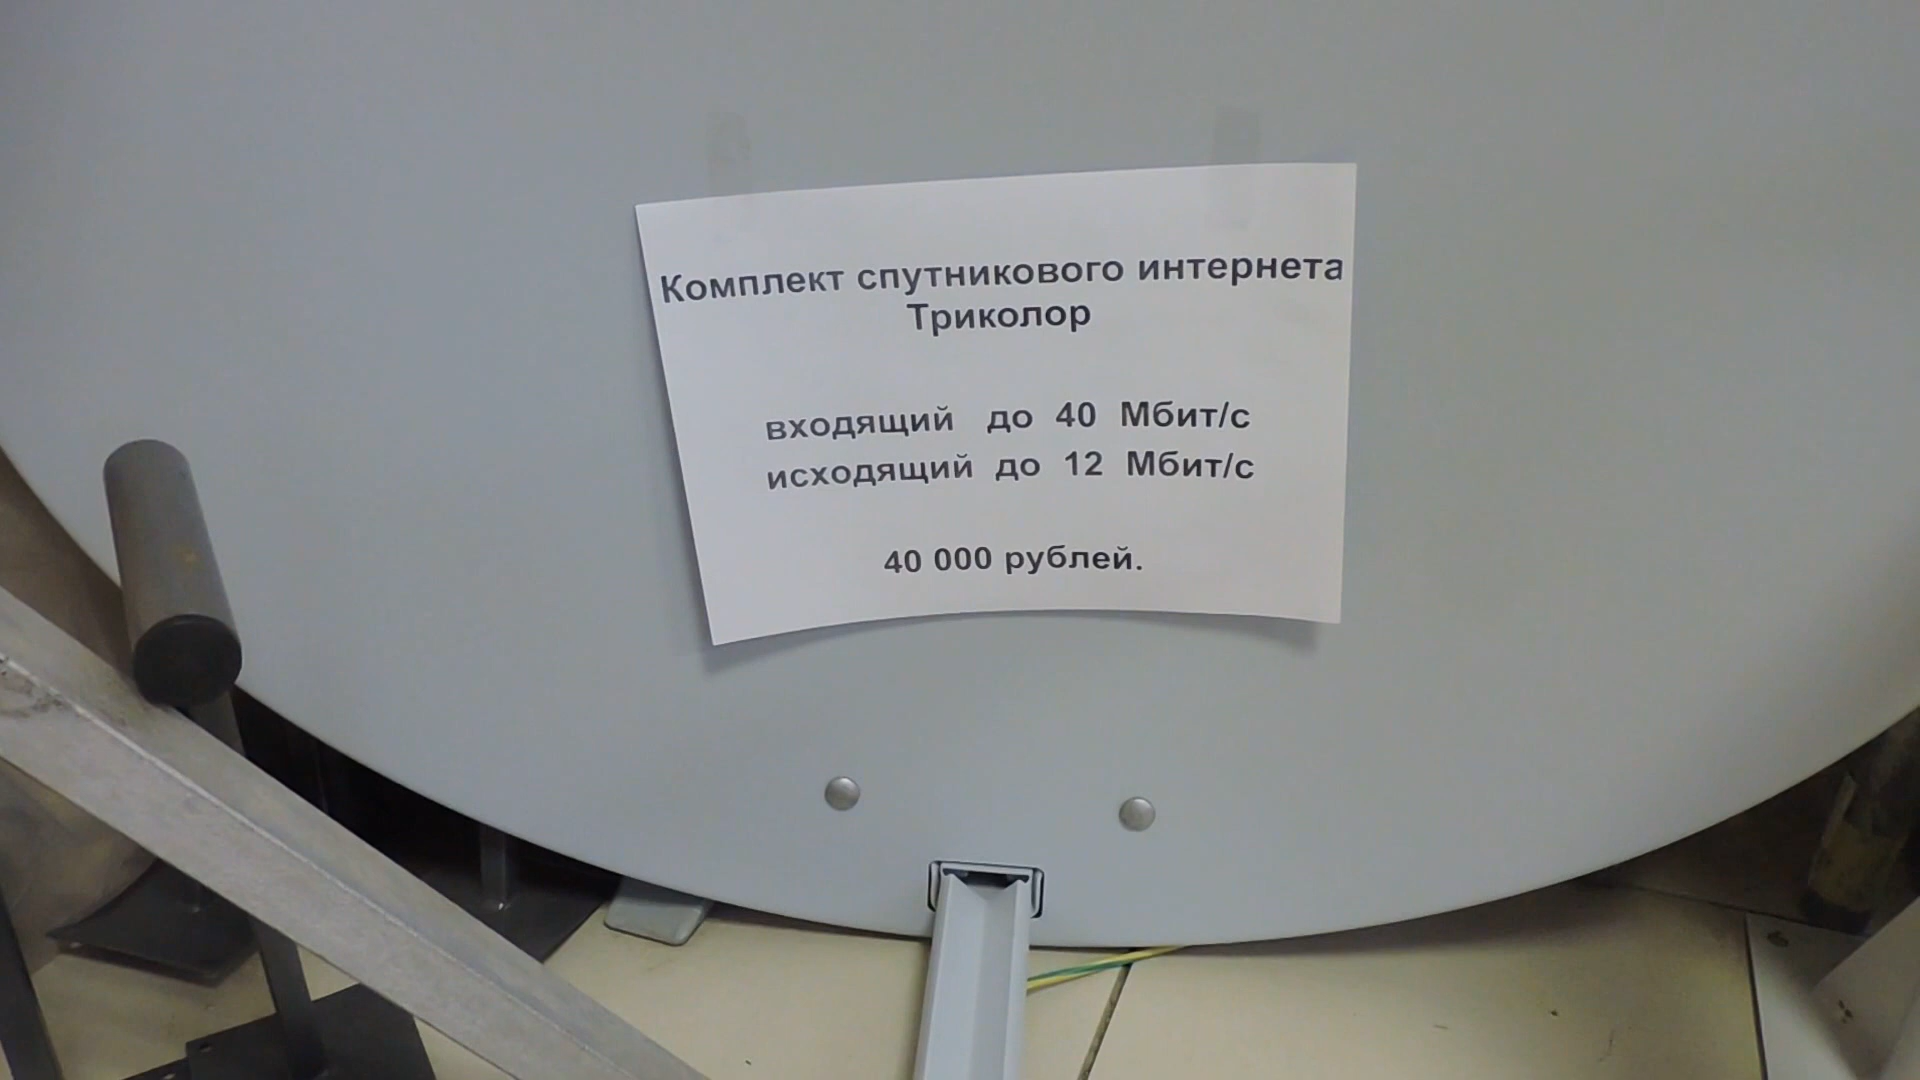 Комплект спутникового интернета
Триколор
входящий до 40 Мбит/с
исходящий до 12 Мбит/с
40 000 рублей.